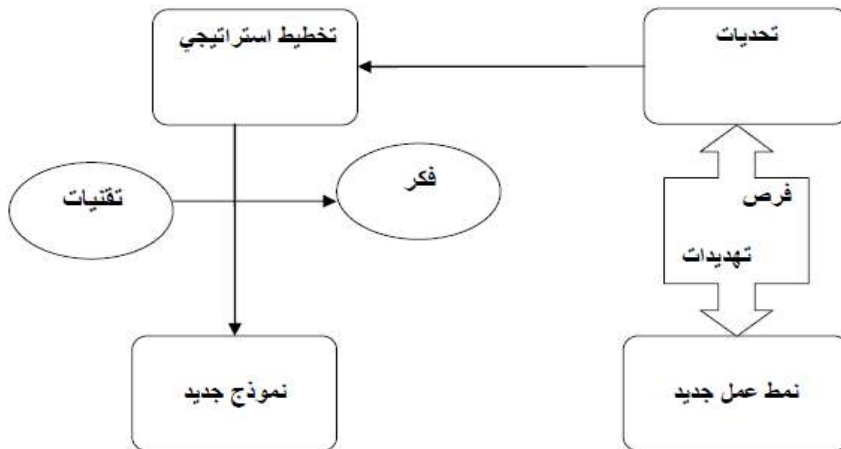 تحديات
تخطيط استراتيجي
فكر
تقنيات
فرص
تهديدات
نمط عمل جديد
نموذج جديد